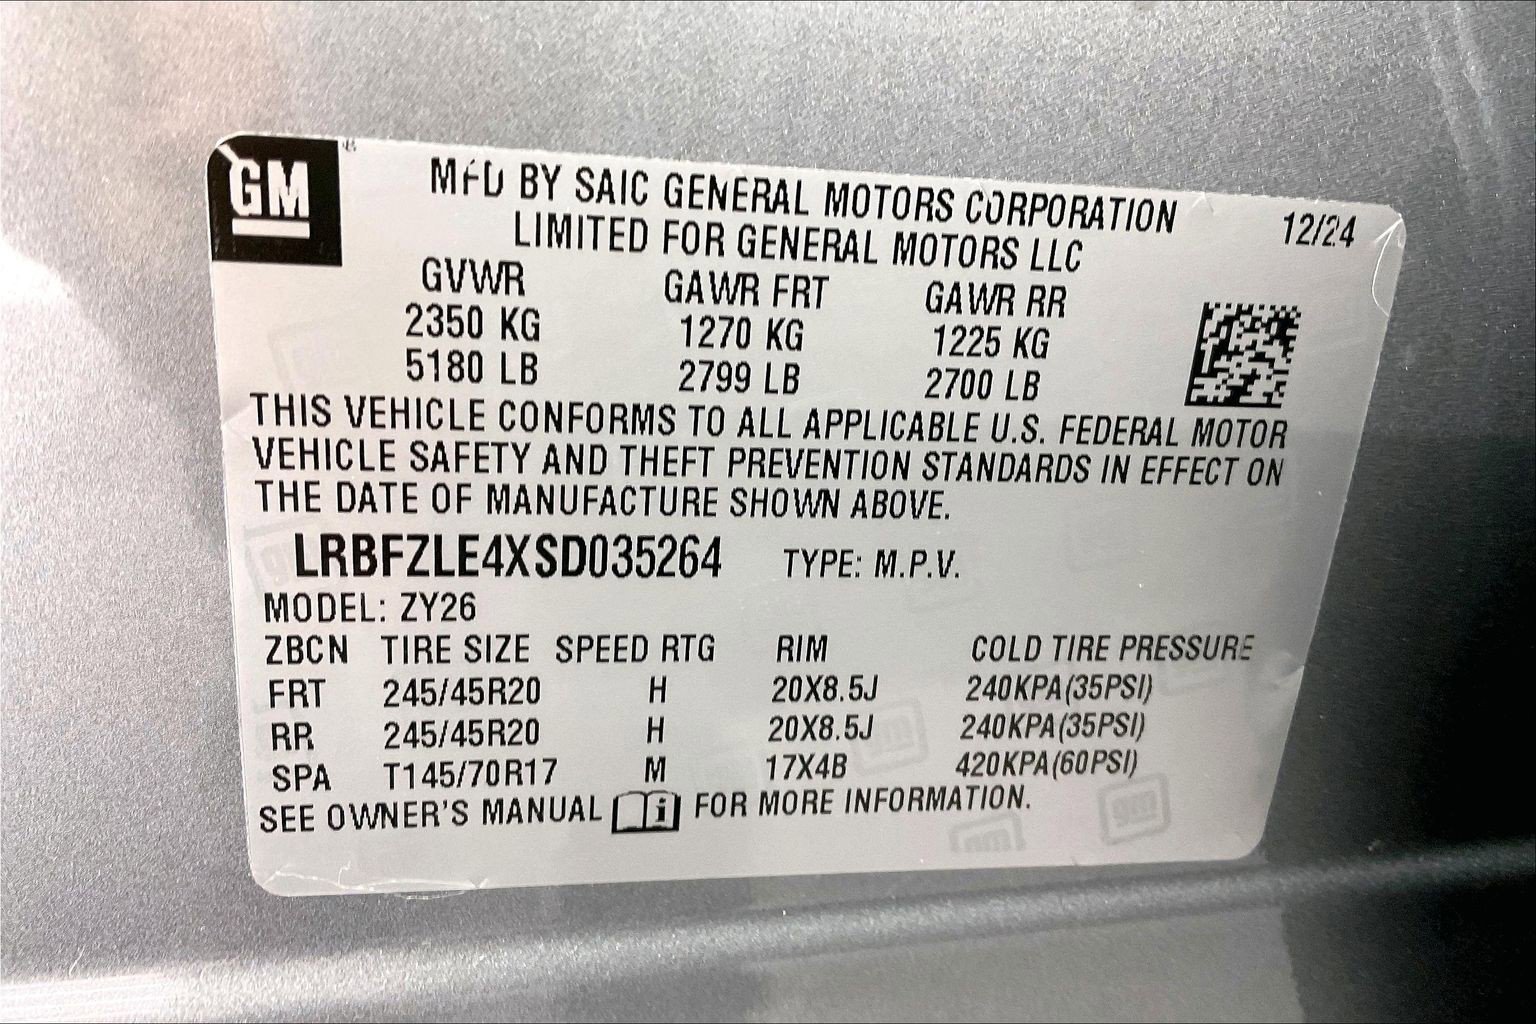 GM
MFD BY SAIC GENERAL MOTORS CORPORATION 12/24
LIMITED FOR GENERAL MOTORS LLC
GVWR GAWR FRT GAWR RR
2350 KG 1270 KG 1225 KG
5180 LB 2799 LB 2700 LB
THIS VEHICLE CONFORMS TO ALL APPLICABLE U.S. FEDERAL MOTOR
VEHICLE SAFETY AND THEFT PREVENTION STANDARDS IN EFFECT ON
THE DATE OF MANUFACTURE SHOWN ABOVE.
LRBFZLE4XSD035264 TYPE: M.P.V.
MODEL: ZY26
ZBCN TIRE SIZE SPEED RTG RIM COLD TIRE PRESSURE
FRT 245/45R20 H 20X8.5J 240KPA(35PSI)
RR 245/45R20 H 20X8.5J 240KPA(35PSI)
SPA T145/70R17 M 17X4B 420KPA(60PSI)
SEE OWNER'S MANUAL i FOR MORE INFORMATION.